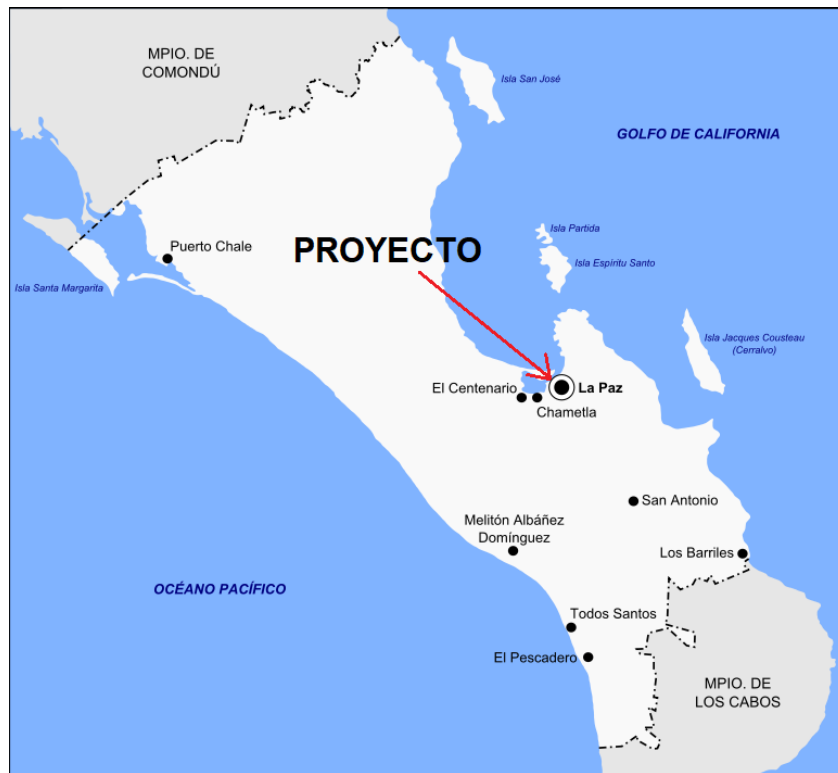 MPIO. DE
COMONDÚ
Isla San José
GOLFO DE CALIFORNIA
Isla Partida
Puerto Chale
PROYECTO
Isla Espíritu Santo
Isla Santa Margarita
Isla Jacques Cousteau
(Cerralvo)
El Centenario
La Paz
Chametla
San Antonio
Melitón Albáñez
Domínguez
Los Barriles
OCÉANO PACÍFICO
Todos Santos
El Pescadero
MPIO. DE
LOS CABOS